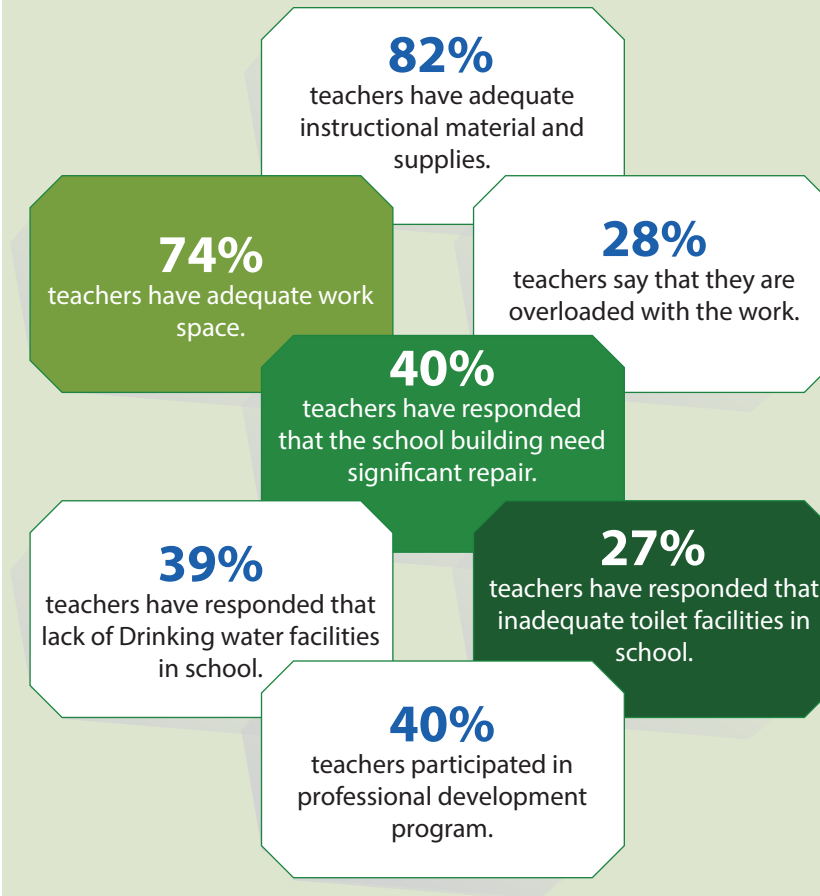 82%
teachers have adequate
instructional material and
supplies.
74%
teachers have adequate work
space.
28%
teachers say that they are
overloaded with the work.
40%
teachers have responded
that the school building need
significant repair.
39%
teachers have responded that
lack of Drinking water facilities
in school.
27%
teachers have responded that
inadequate toilet facilities in
school.
40%
teachers participated in
professional development
program.